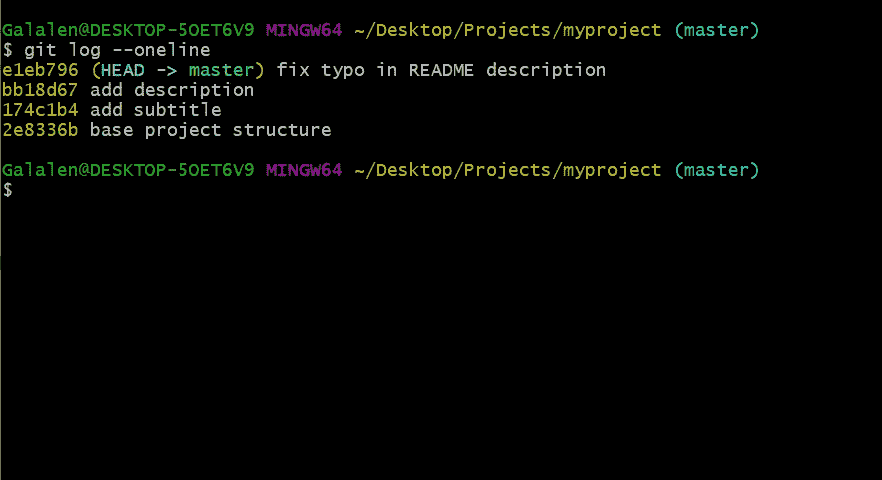 Galalen@DESKTOP-5OET6V9 MINGW64 ~/Desktop/Projects/myproject (master)
$ git log --oneline
e1eb796 (HEAD -> master) fix typo in README description
bb18d67 add description
174c1b4 add subtitle
2e8336b base project structure
Galalen@DESKTOP-5OET6V9 MINGW64 ~/Desktop/Projects/myproject (master)
$